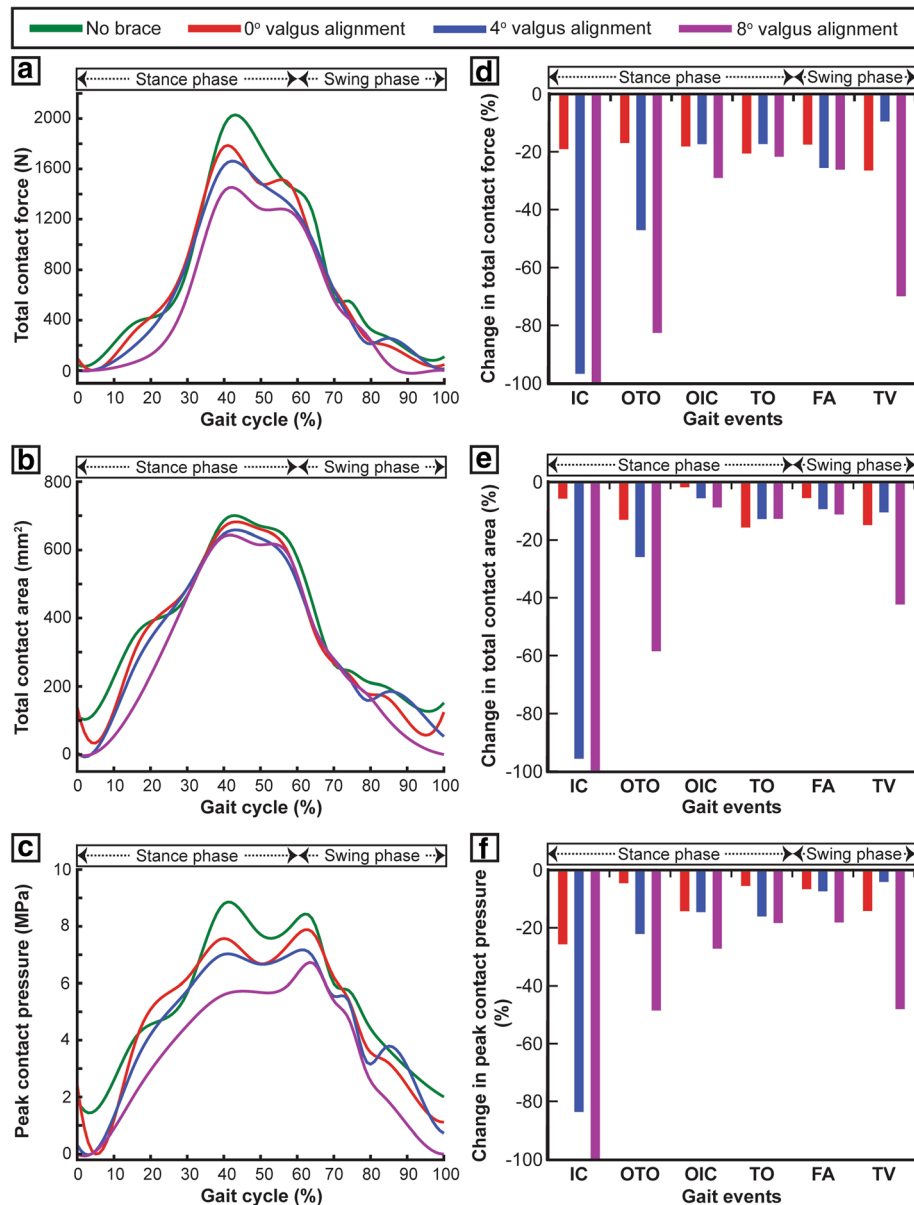 No brace 0° valgus alignment 4° valgus alignment 8° valgus alignment
a
Stance phase Swing phase
Total contact force (N)
2000
1600
1200
800
400
0
0 10 20 30 40 50 60 70 80 90 100
Gait cycle (%)
d
Stance phase Swing phase
Change in total contact force (%)
0
-20
-40
-60
-80
-100
IC OTO OIC TO FA TV
Gait events
b
Stance phase Swing phase
Total contact area (mm²)
800
600
400
200
0
0 10 20 30 40 50 60 70 80 90 100
Gait cycle (%)
e
Stance phase Swing phase
Change in total contact area (%)
0
-20
-40
-60
-80
-100
IC OTO OIC TO FA TV
Gait events
c
Stance phase Swing phase
Peak contact pressure (MPa)
10
8
6
4
2
0
0 10 20 30 40 50 60 70 80 90 100
Gait cycle (%)
f
Stance phase Swing phase
Change in peak contact pressure
(%)
0
-20
-40
-60
-80
-100
IC OTO OIC TO FA TV
Gait events